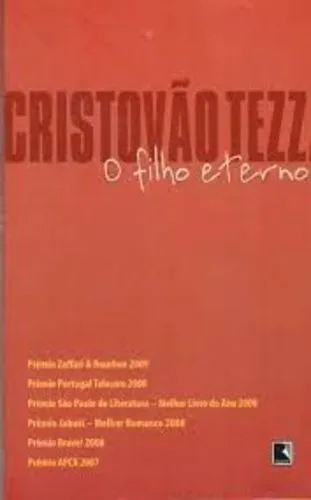 CRISTOVÃO TEZZA
O filho eterno
Prêmio Zaffari & Bourbon 2009
Prêmio Portugal Telecom 2008
Prêmio São Paulo de Literatura – Melhor Livro do Ano 2008
Prêmio Jabuti – Melhor Romance 2008
Prêmio Bravo! 2008
Prêmio APCA 2007